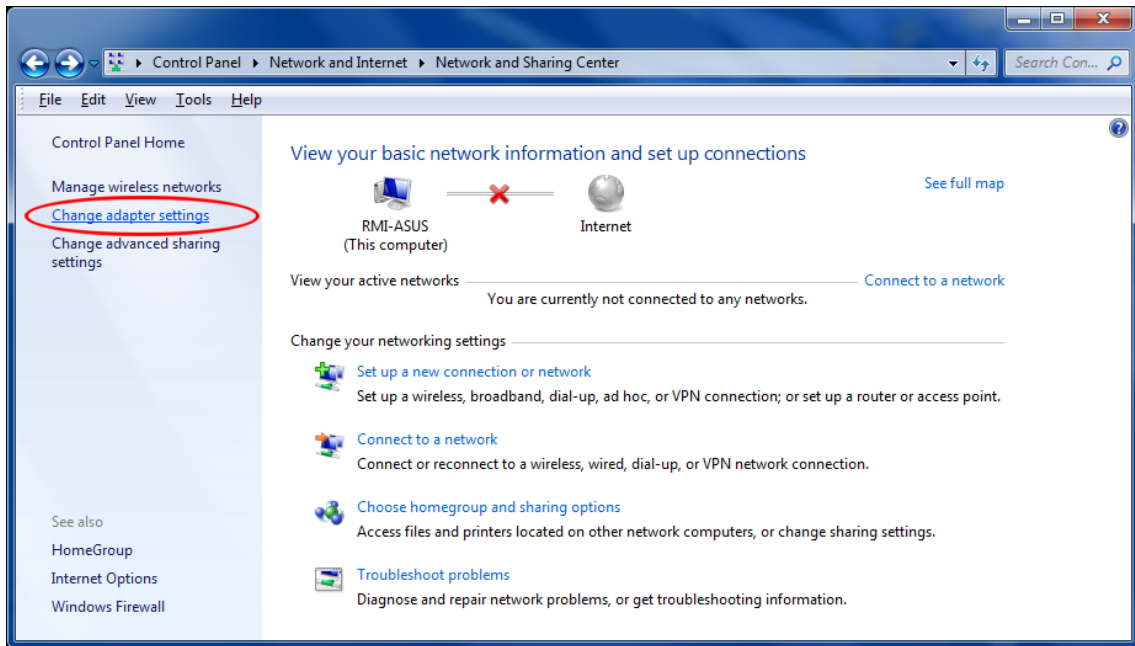 Control Panel ▸ Network and Internet ▸ Network and Sharing Center
Search Con...
File Edit View Tools Help
Control Panel Home
Manage wireless networks
Change adapter settings
Change advanced sharing
settings
See also
HomeGroup
Internet Options
Windows Firewall
View your basic network information and set up connections
See full map
RMI-ASUS
(This computer)
Internet
View your active networks
Connect to a network
You are currently not connected to any networks.
Change your networking settings
Set up a new connection or network
Set up a wireless, broadband, dial-up, ad hoc, or VPN connection; or set up a router or access point.
Connect to a network
Connect or reconnect to a wireless, wired, dial-up, or VPN network connection.
Choose homegroup and sharing options
Access files and printers located on other network computers, or change sharing settings.
Troubleshoot problems
Diagnose and repair network problems, or get troubleshooting information.